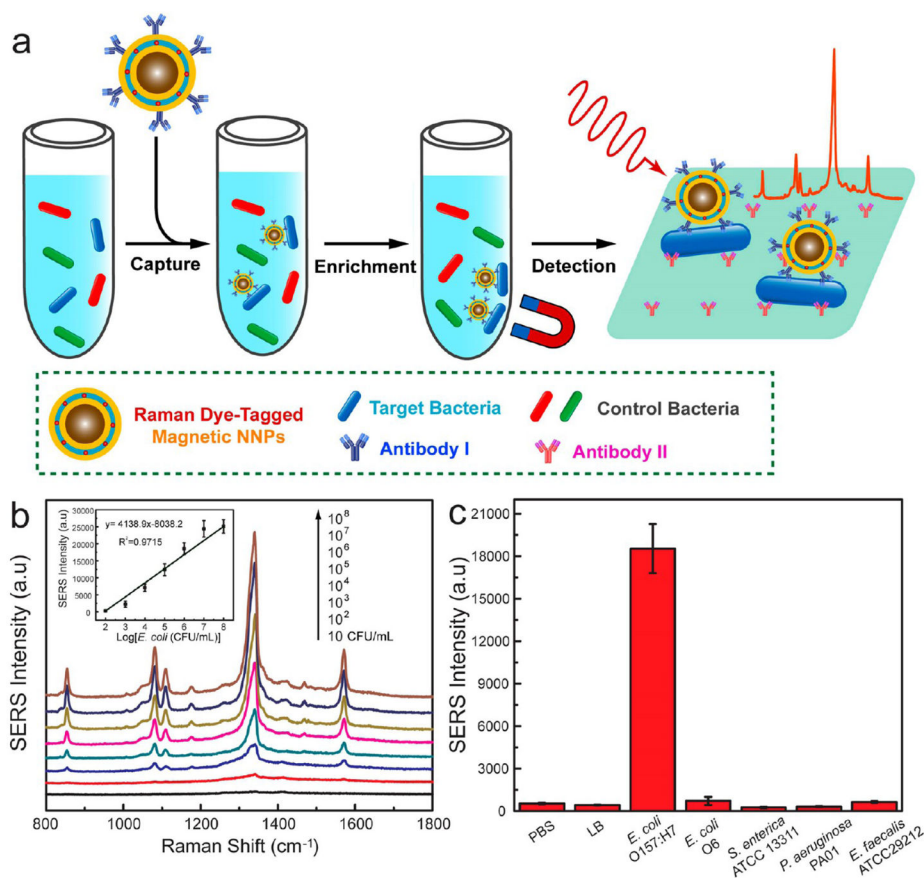 a
Capture
Enrichment
Detection
Raman Dye-Tagged
Magnetic NNPs
Target Bacteria
Control Bacteria
Antibody I
Antibody II
b
SERS Intensity (a.u)
30000
25000
20000
15000
10000
5000
0
y= 4138.9x-8038.2
R²=0.9715
2 3 4 5 6 7 8
Log[E. coli (CFU/mL)]
10⁸
10⁷
10⁶
10⁵
10⁴
10³
10²
10 CFU/mL
SERS Intensity (a.u)
800 1000 1200 1400 1600 1800
Raman Shift (cm⁻¹)
c
SERS Intensity (a.u)
21000
18000
15000
12000
9000
6000
3000
0
PBS
LB
E. coli
O157:H7
E. coli
O6
S. enterica
ATCC 13311
P. aeruginosa
PA01
E. faecalis
ATCC29212